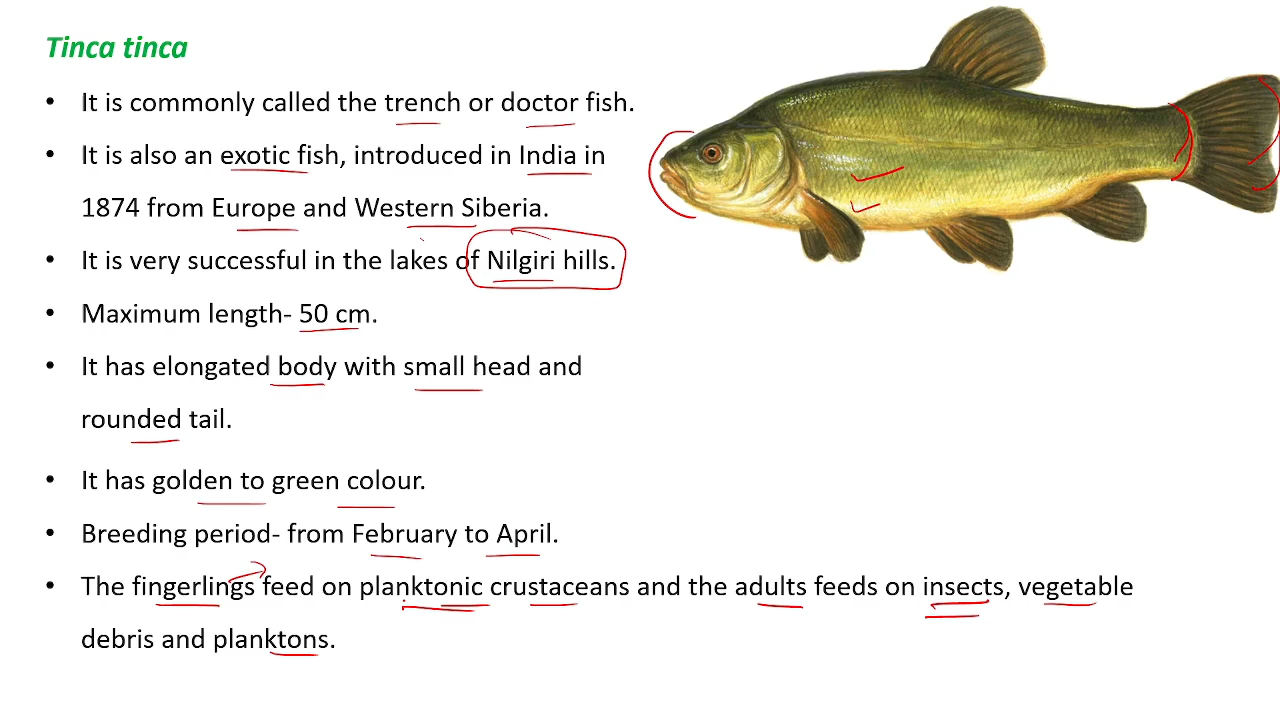 Tinca tinca
• It is commonly called the trench or doctor fish.
• It is also an exotic fish, introduced in India in
1874 from Europe and Western Siberia.
• It is very successful in the lakes of Nilgiri hills.
• Maximum length- 50 cm.
• It has elongated body with small head and
rounded tail.
• It has golden to green colour.
• Breeding period- from February to April.
• The fingerlings feed on planktonic crustaceans and the adults feeds on insects, vegetable
debris and planktons.